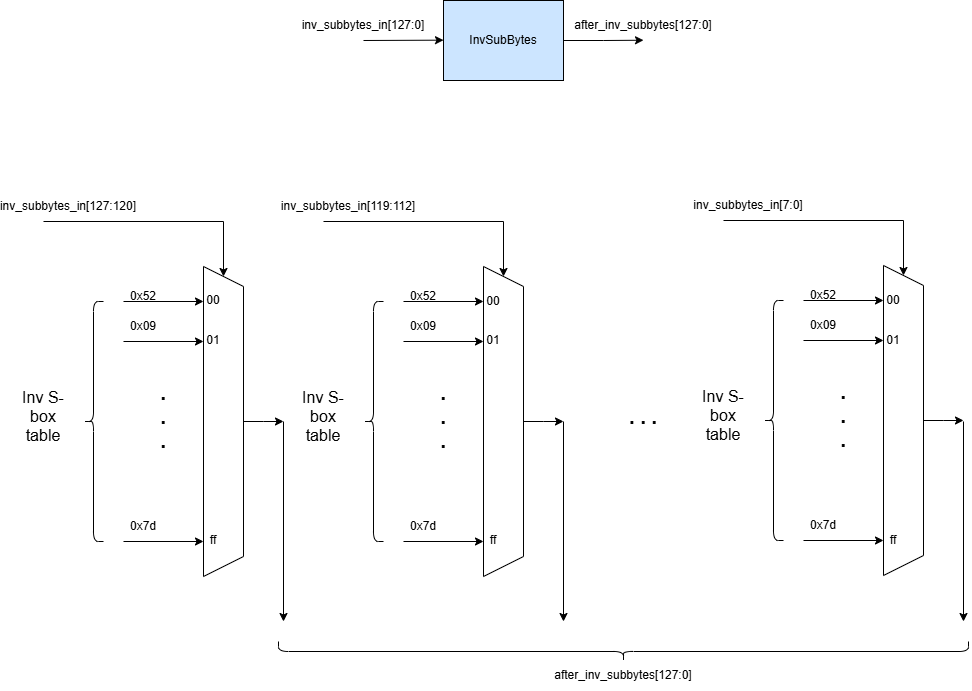 inv_subbytes_in[127:0]
InvSubBytes
after_inv_subbytes[127:0]
inv_subbytes_in[127:120]
inv_subbytes_in[119:112]
inv_subbytes_in[7:0]
0x52
00
0x09
01
Inv S-
box
table
.
.
.
0x7d
ff
0x52
00
0x09
01
Inv S-
box
table
.
.
.
0x7d
ff
. . .
0x52
00
0x09
01
Inv S-
box
table
.
.
.
0x7d
ff
after_inv_subbytes[127:0]